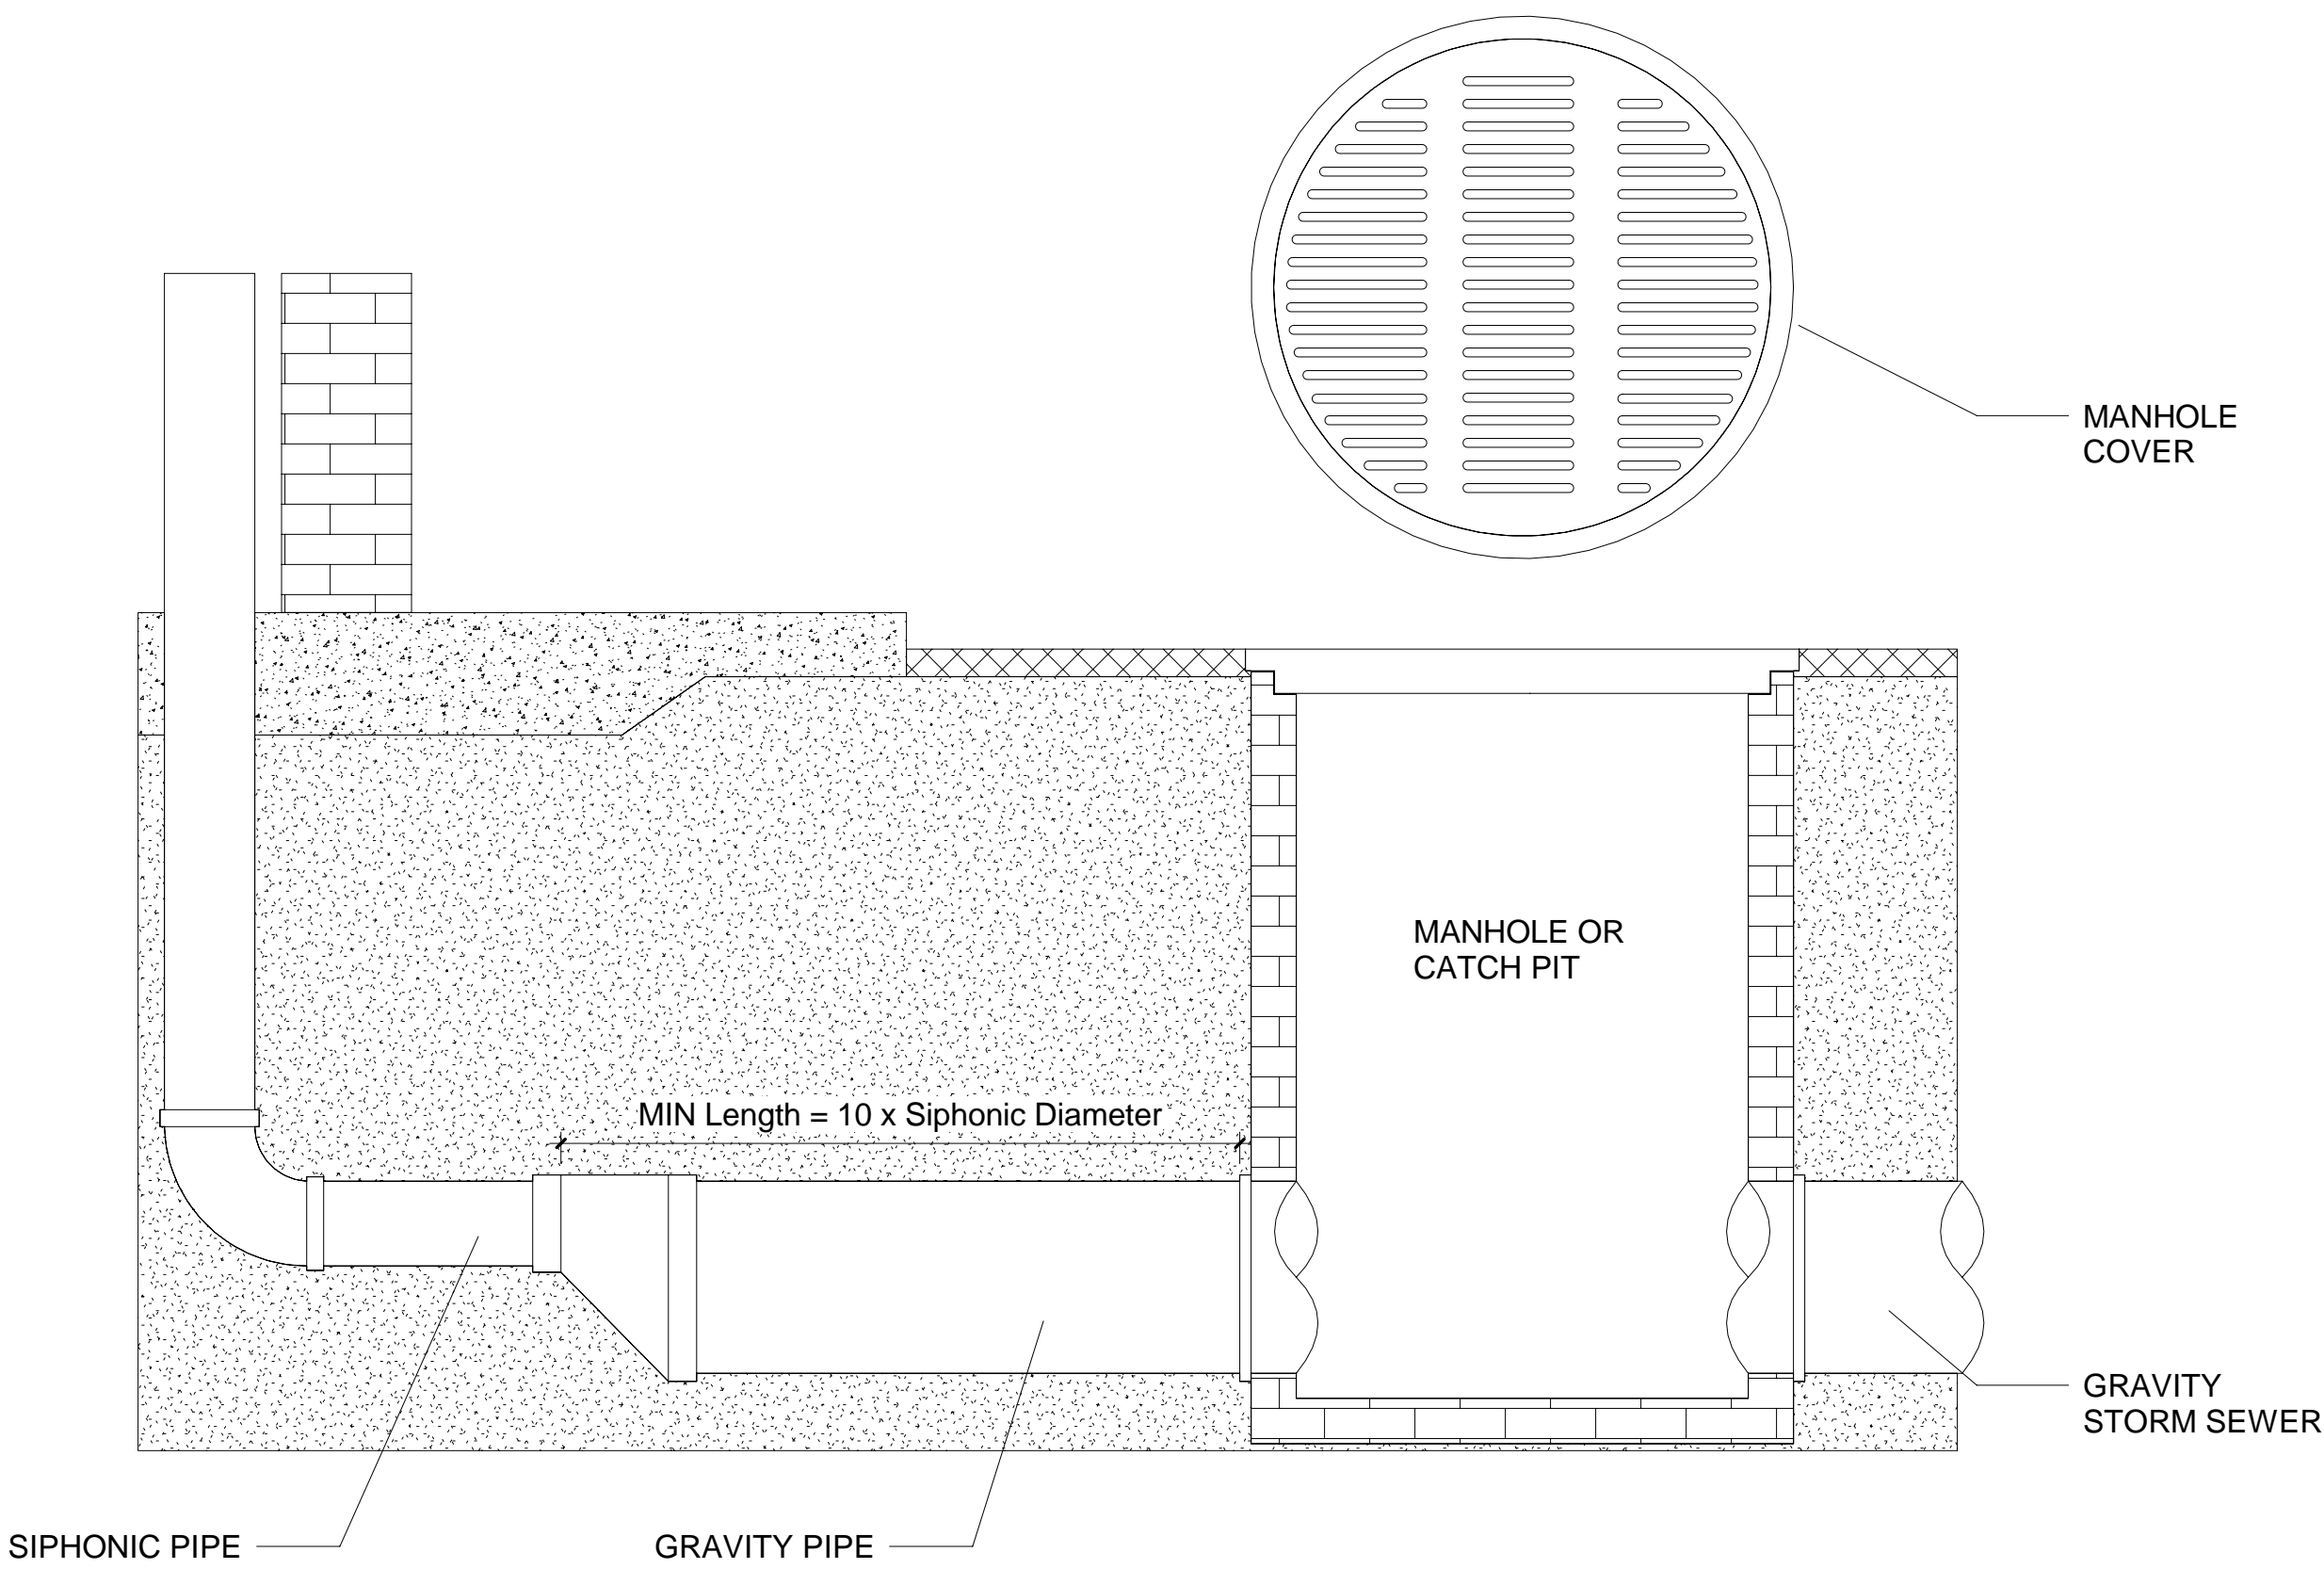 MANHOLE
COVER
MANHOLE OR
CATCH PIT
MIN Length = 10 x Siphonic Diameter
GRAVITY
STORM SEWER
SIPHONIC PIPE
GRAVITY PIPE